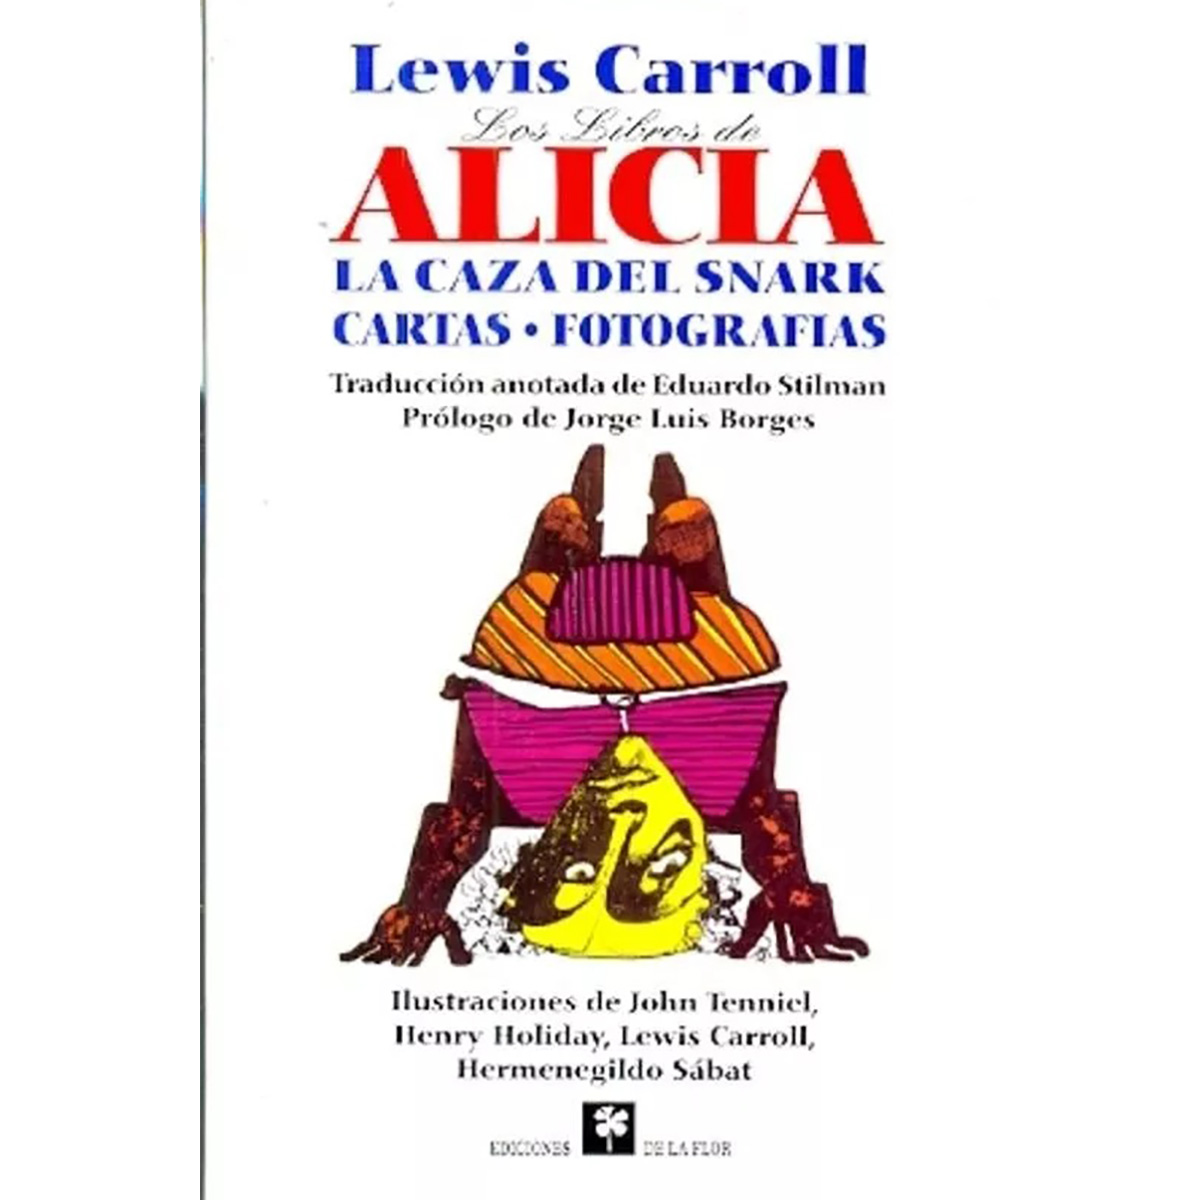 Lewis Carroll
Los Libros de
ALICIA
LA CAZA DEL SNARK
CARTAS • FOTOGRAFIAS
Traducción anotada de Eduardo Stilman
Prólogo de Jorge Luis Borges
Ilustraciones de John Tenniel,
Henry Holiday, Lewis Carroll,
Hermenegildo Sábat
EDICIONES DE LA FLOR